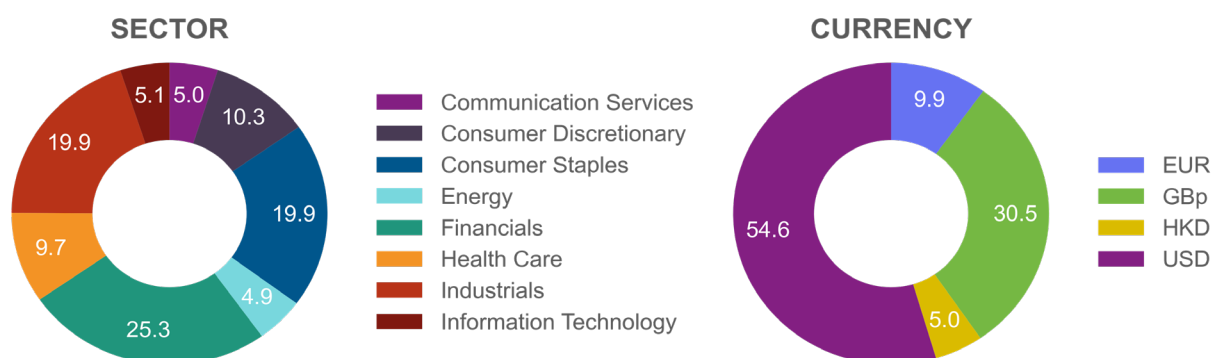 SECTOR
5.1
5.0
10.3
19.9
19.9
9.7
4.9
25.3
Communication Services
Consumer Discretionary
Consumer Staples
Energy
Financials
Health Care
Industrials
Information Technology
CURRENCY
9.9
30.5
54.6
5.0
EUR
GBp
HKD
USD